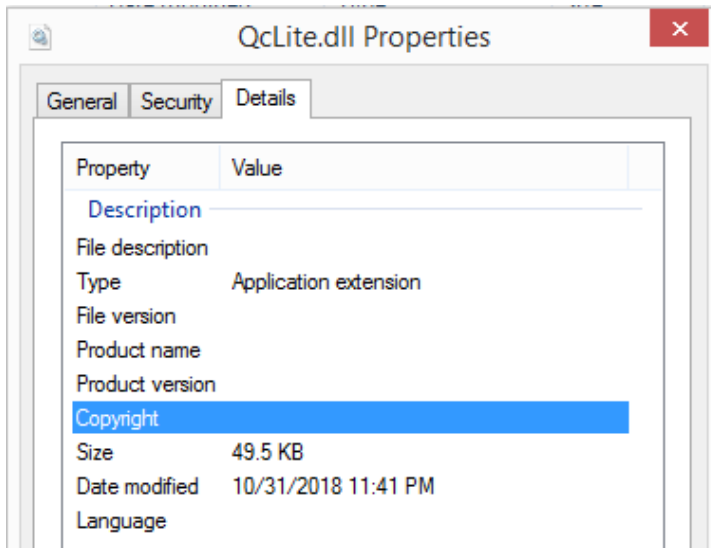 QcLite.dll Properties
General Security Details
Property Value
Description
File description
Type Application extension
File version
Product name
Product version
Copyright
Size 49.5 KB
Date modified 10/31/2018 11:41 PM
Language